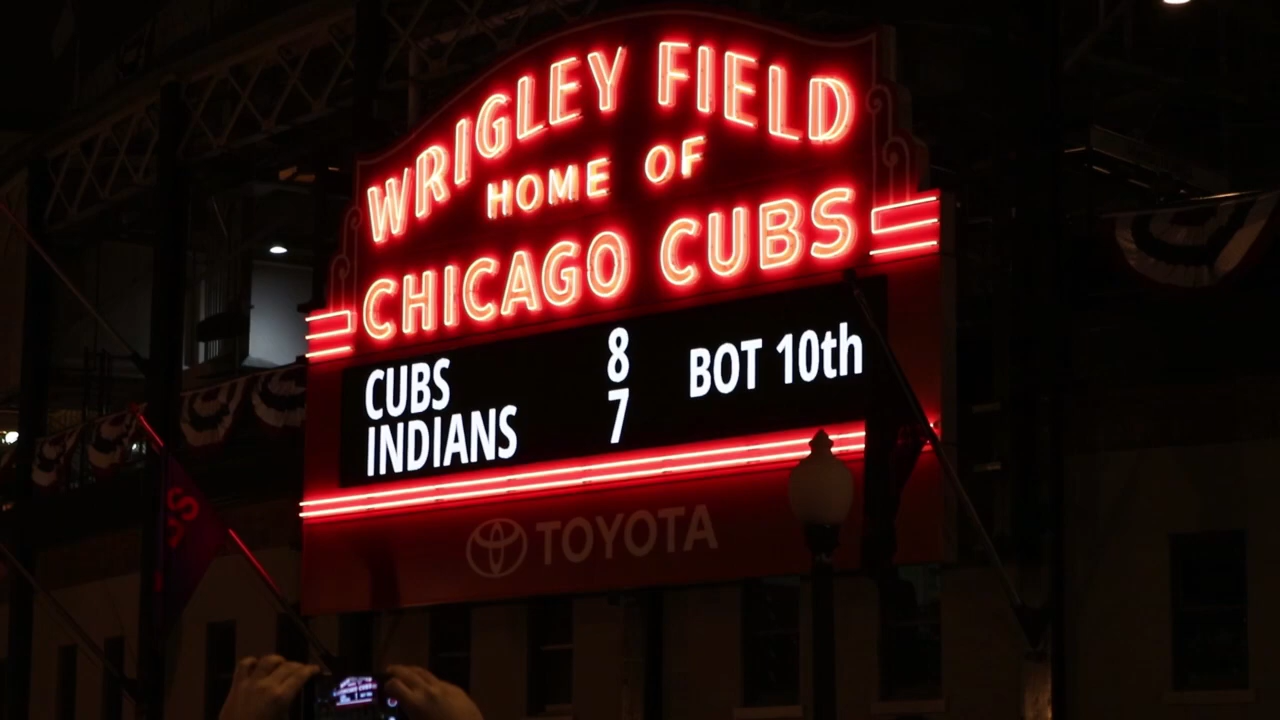 WRIGLEY FIELD
HOME OF
CHICAGO CUBS
CUBS 8 BOT 10th
INDIANS 7
TOYOTA